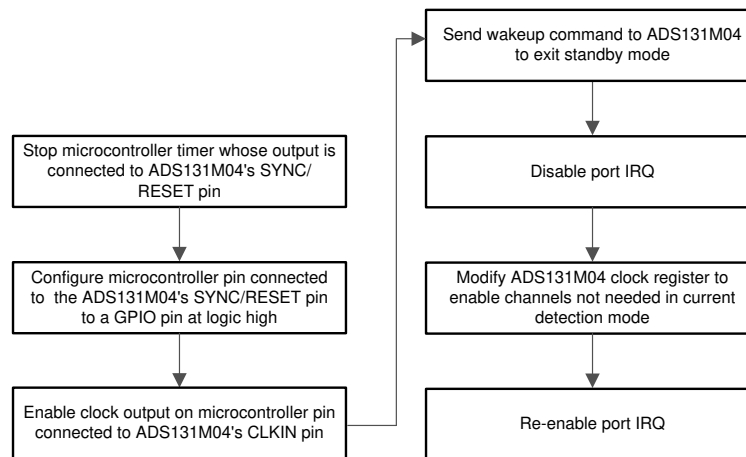 Stop microcontroller timer whose output is
connected to ADS131M04's SYNC/
RESET pin
Configure microcontroller pin connected
to the ADS131M04's SYNC/RESET pin
to a GPIO pin at logic high
Enable clock output on microcontroller pin
connected to ADS131M04's CLKIN pin
Send wakeup command to ADS131M04
to exit standby mode
Disable port IRQ
Modify ADS131M04 clock register to
enable channels not needed in current
detection mode
Re-enable port IRQ